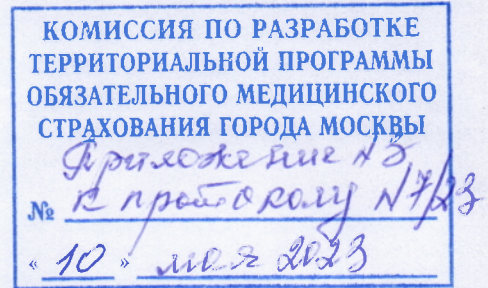 КОМИССИЯ ПО РАЗРАБОТКЕ
ТЕРРИТОРИАЛЬНОЙ ПРОГРАММЫ
ОБЯЗАТЕЛЬНОГО МЕДИЦИНСКОГО
СТРАХОВАНИЯ ГОРОДА МОСКВЫ
Приложение №3
№ к протоколу №7/23
« 10 » мая 2023